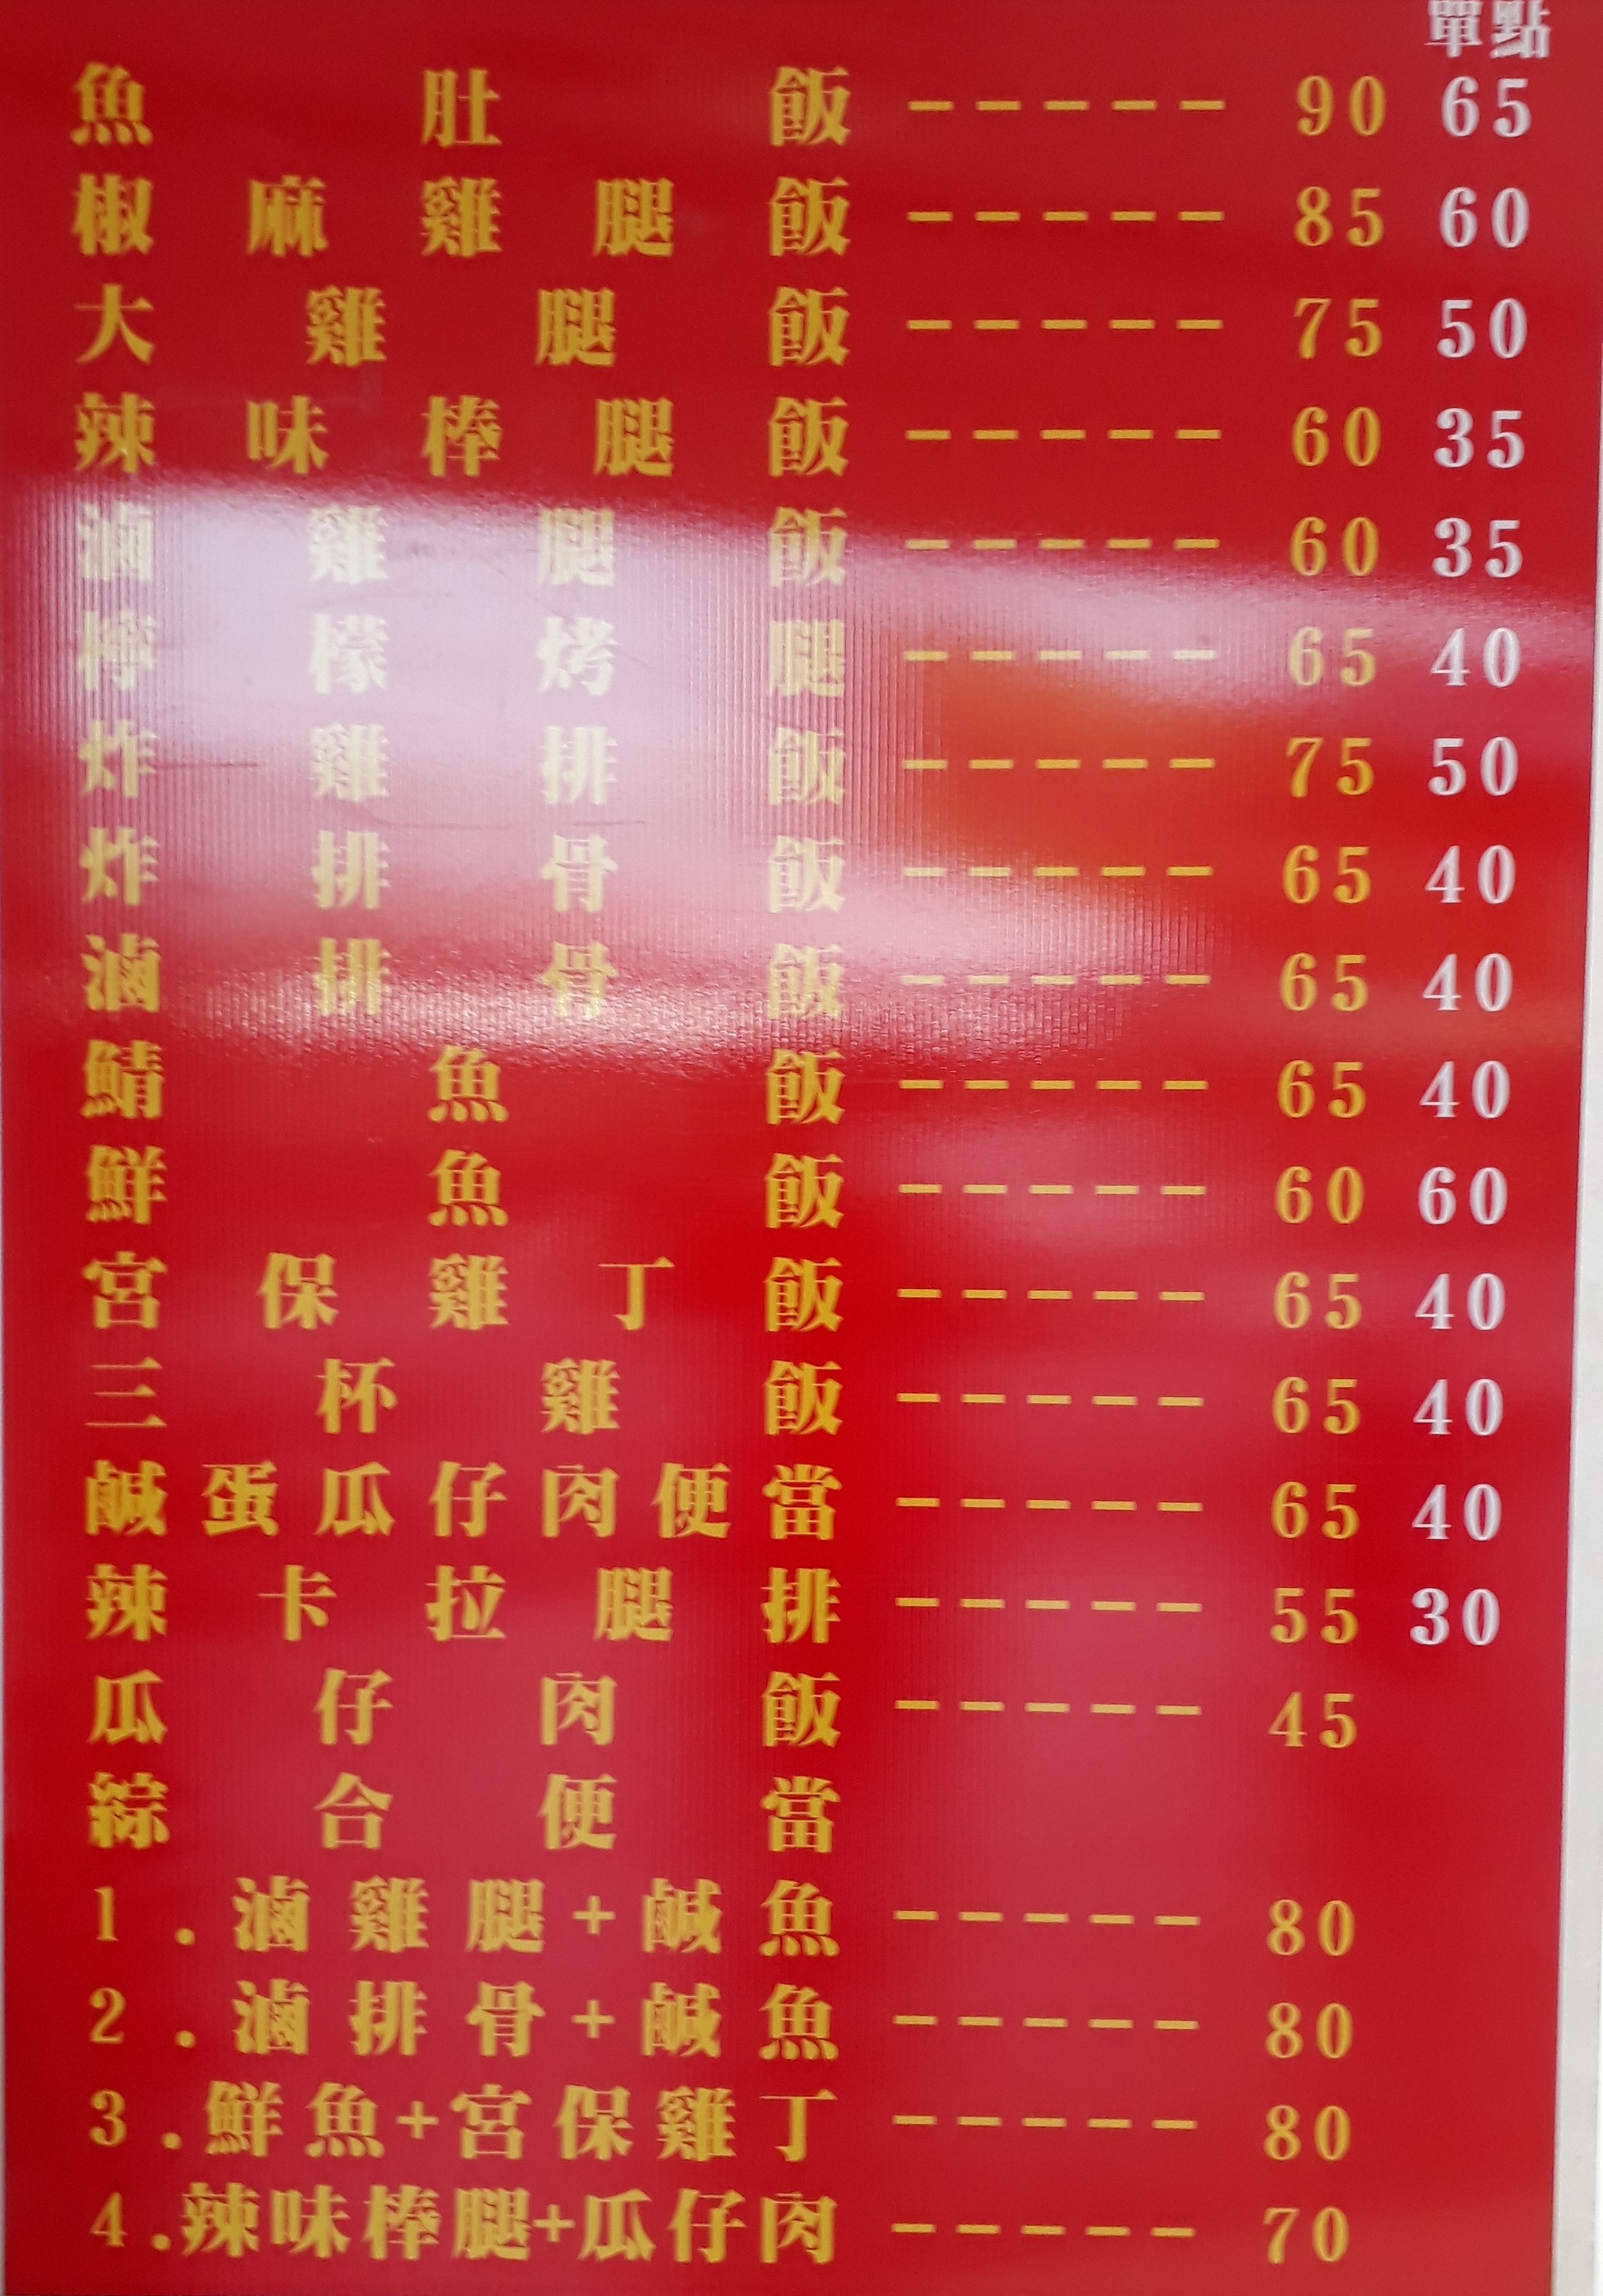 單點
魚肚飯-----90 65
椒麻雞腿飯-----85 60
大雞腿飯-----75 50
辣味棒腿飯-----60 35
滷雞腿飯-----60 35
檸檬烤腿-----65 40
炸雞排飯-----75 50
炸排骨飯-----65 40
滷排骨飯-----65 40
鯖魚飯-----65 40
鮮魚飯-----60 60
宮保雞丁飯-----65 40
三杯雞飯-----65 40
鹹蛋瓜仔肉便當-----65 40
辣卡拉腿排-----55 30
瓜仔肉飯-----45
綜合便當
1.滷雞腿+鹹魚-----80
2.滷排骨+鹹魚-----80
3.鮮魚+宮保雞丁-----80
4.辣味棒腿+瓜仔肉-----70